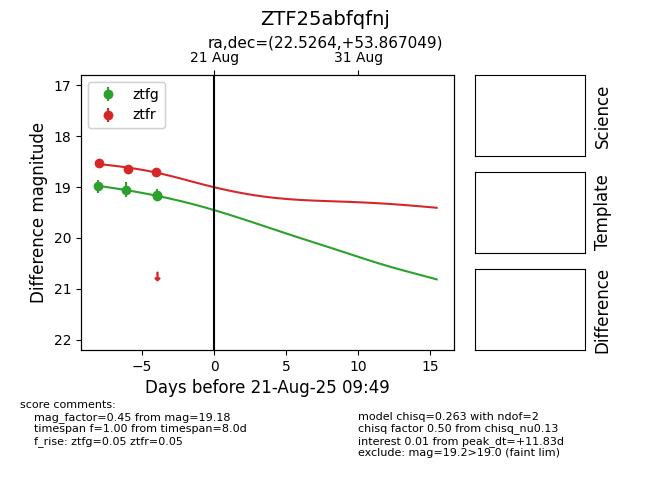 ZTF25abfqfnj
ra,dec=(22.5264,+53.867049)
21 Aug
31 Aug
ztfg
ztfr
17
18
19
20
21
22
Difference magnitude
−5
0
5
10
15
Days before 21-Aug-25 09:49
Science
Template
Difference
score comments:
mag_factor=0.45 from mag=19.18
timespan f=1.00 from timespan=8.0d
f_rise: ztfg=0.05 ztfr=0.05
model chisq=0.263 with ndof=2
chisq factor 0.50 from chisq_nu0.13
interest 0.01 from peak_dt=+11.83d
exclude: mag=19.2>19.0 (faint lim)